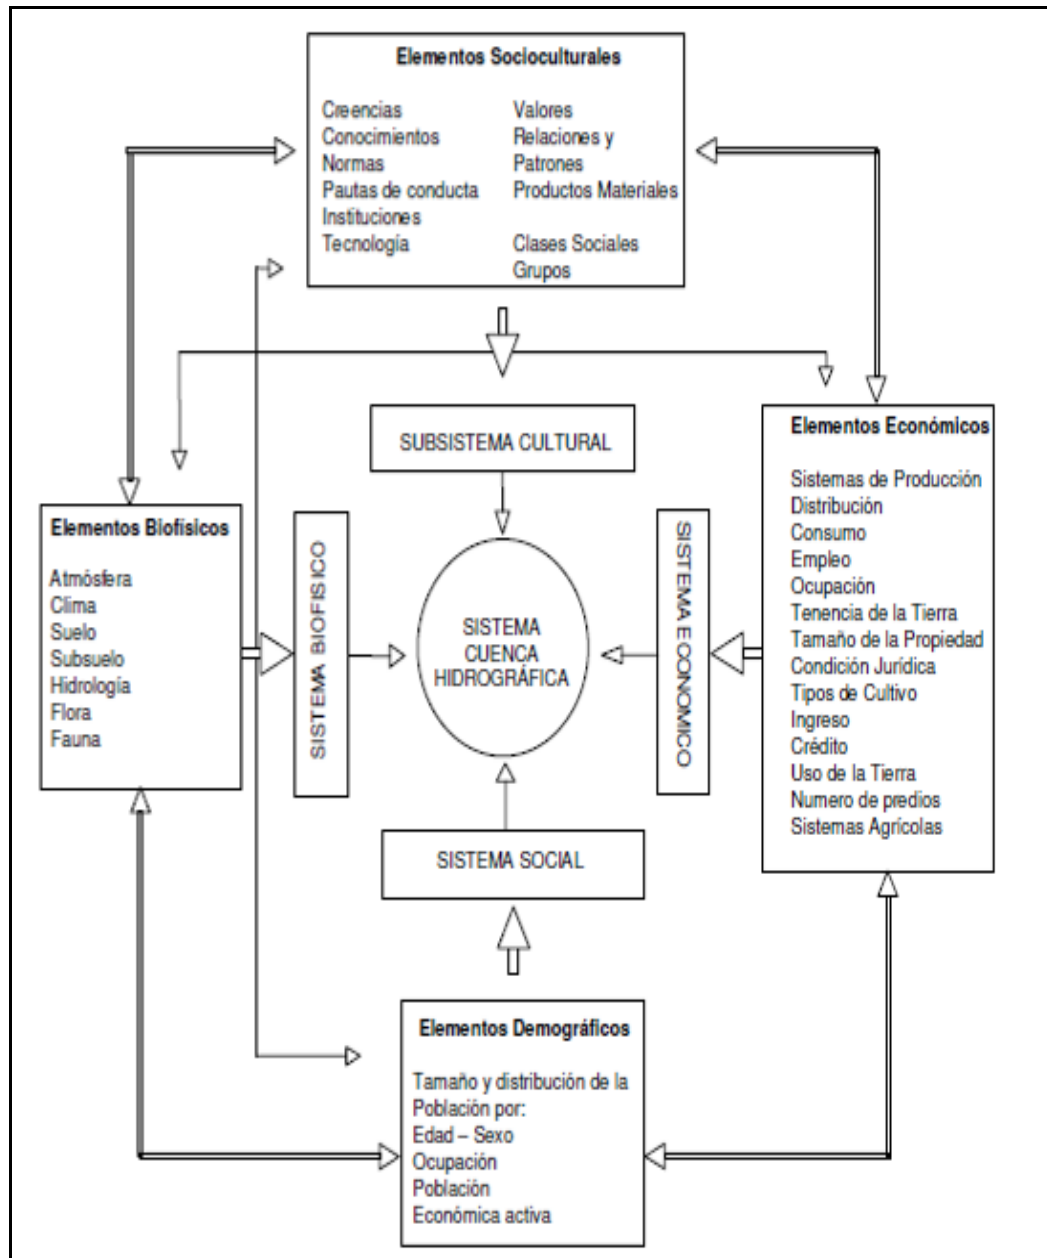 Elementos Socioculturales
Creencias
Conocimientos
Normas
Pautas de conducta
Instituciones
Tecnología
Valores
Relaciones y
Patrones
Productos Materiales
Clases Sociales
Grupos
SUBSISTEMA CULTURAL
Elementos Biofísicos
Atmósfera
Clima
Suelo
Subsuelo
Hidrología
Flora
Fauna
SISTEMA BIOFISICO
SISTEMA
CUENCA
HIDROGRÁFICA
SISTEMA ECONOMICO
Elementos Económicos
Sistemas de Producción
Distribución
Consumo
Empleo
Ocupación
Tenencia de la Tierra
Tamaño de la Propiedad
Condición Jurídica
Tipos de Cultivo
Ingreso
Crédito
Uso de la Tierra
Numero de predios
Sistemas Agrícolas
SISTEMA SOCIAL
Elementos Demográficos
Tamaño y distribución de la
Población por:
Edad – Sexo
Ocupación
Población
Económica activa